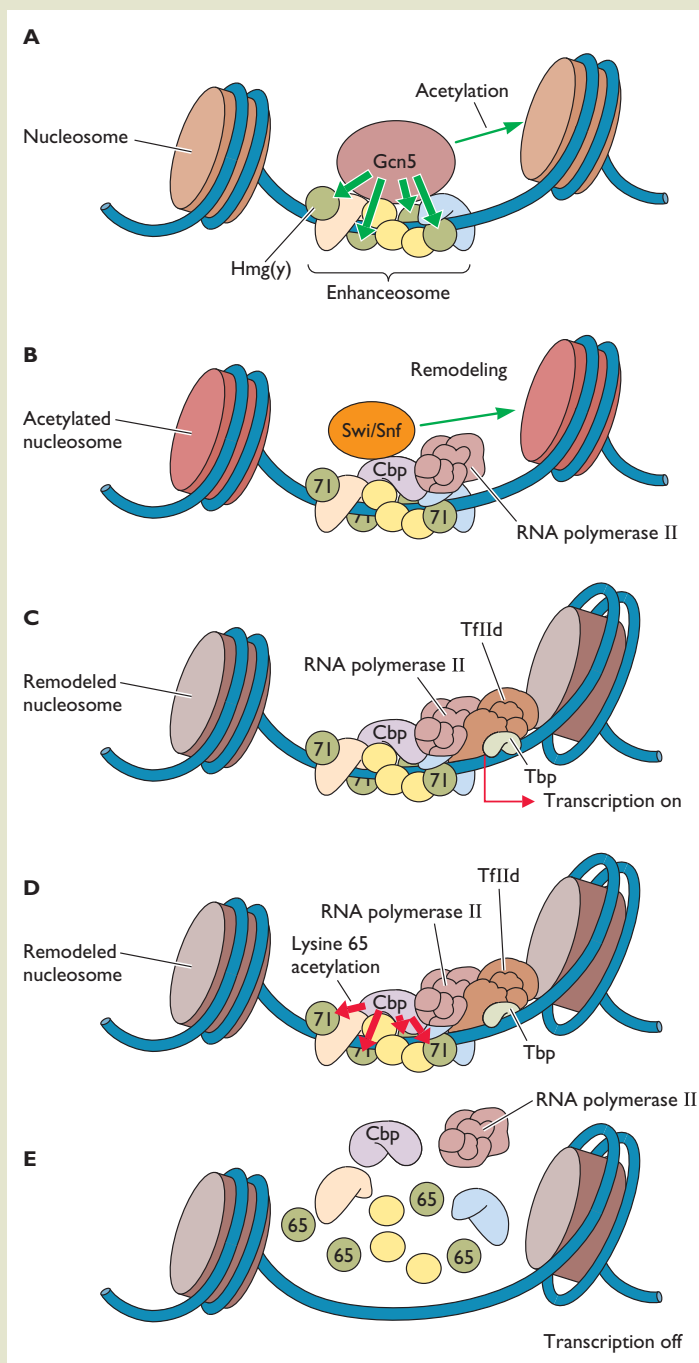 A
Acetylation
Nucleosome
Gcn5
Hmg(y)
Enhanceosome
B
Remodeling
Acetylated
nucleosome
Swi/Snf
Cbp
71
71
71
RNA polymerase II
C
TfIId
Remodeled
nucleosome
RNA polymerase II
71
Cbp
71
71
Tbp
Transcription on
D
TfIId
RNA polymerase II
Remodeled
nucleosome
Lysine 65
acetylation
Cbp
71
71
71
Tbp
RNA polymerase II
Cbp
E
65
65
65
65
Transcription off